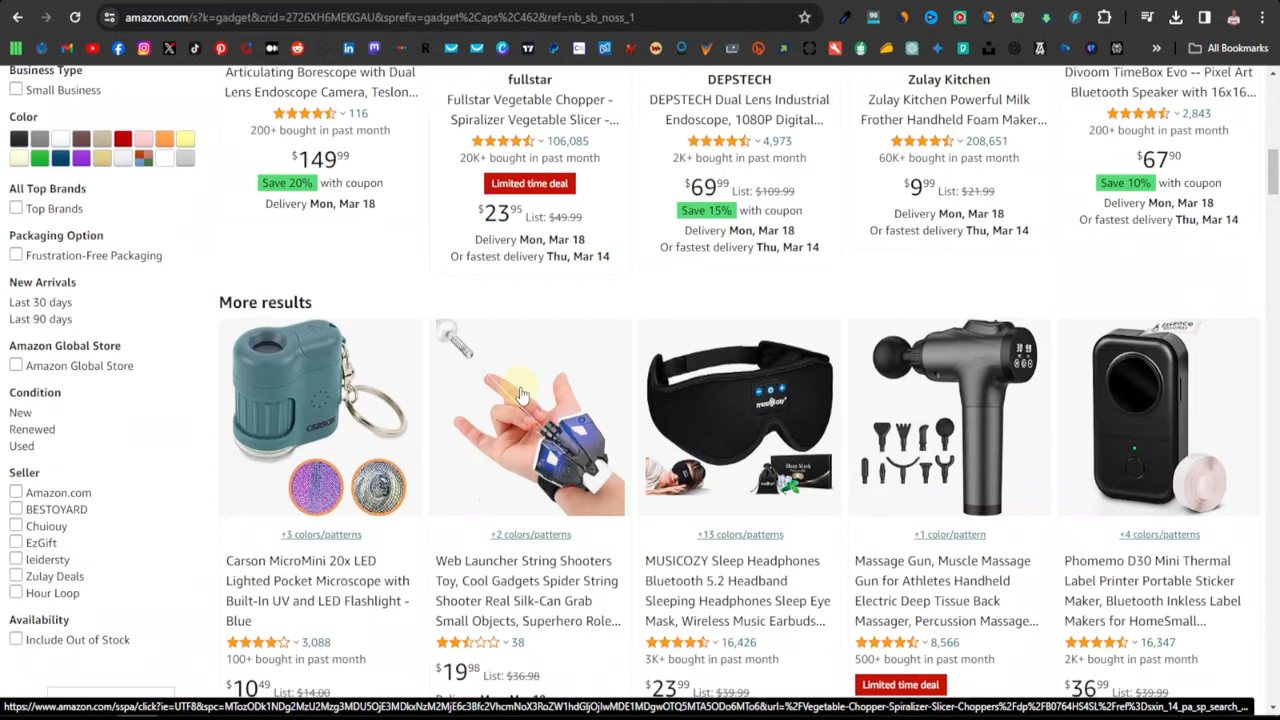 amazon.com/s?k=gadget&crid=2726XH6MEKGAU&sprefix=gadget%2Caps%2C462&ref=nb_sb_noss_1
All Bookmarks
Business Type
Small Business
Color
All Top Brands
Top Brands
Packaging Option
Frustration-Free Packaging
New Arrivals
Last 30 days
Last 90 days
Amazon Global Store
Amazon Global Store
Condition
New
Renewed
Used
Seller
Amazon.com
BESTOYARD
Chuiouy
EzGift
leidersty
Zulay Deals
Hour Loop
Availability
Include Out of Stock
Articulating Borescope with Dual
Lens Endoscope Camera, Teslon...
116
200+ bought in past month
$149 99
Save 20% with coupon
Delivery Mon, Mar 18
fullstar
Fullstar Vegetable Chopper -
Spiralizer Vegetable Slicer -...
106,085
20K+ bought in past month
Limited time deal
$23 95 List: $49.99
Delivery Mon, Mar 18
Or fastest delivery Thu, Mar 14
DEPSTECH
DEPSTECH Dual Lens Industrial
Endoscope, 1080P Digital...
4,973
2K+ bought in past month
$69 99 List: $109.99
Save 15% with coupon
Delivery Mon, Mar 18
Or fastest delivery Thu, Mar 14
Zulay Kitchen
Zulay Kitchen Powerful Milk
Frother Handheld Foam Maker...
208,651
60K+ bought in past month
$9 99 List: $21.99
Delivery Mon, Mar 18
Or fastest delivery Thu, Mar 14
Divoom TimeBox Evo -- Pixel Art
Bluetooth Speaker with 16x16...
2,843
200+ bought in past month
$67 90
Save 10% with coupon
Delivery Mon, Mar 18
Or fastest delivery Thu, Mar 14
More results
CARSON
+3 colors/patterns
Carson MicroMini 20x LED
Lighted Pocket Microscope with
Built-In UV and LED Flashlight -
Blue
3,088
100+ bought in past month
$10 49 List: $14.00
+2 colors/patterns
Web Launcher String Shooters
Toy, Cool Gadgets Spider String
Shooter Real Silk-Can Grab
Small Objects, Superhero Role...
38
$19 98 List: $36.98
musicozy
Sleep Mask
+13 colors/patterns
MUSICOZY Sleep Headphones
Bluetooth 5.2 Headband
Sleeping Headphones Sleep Eye
Mask, Wireless Music Earbuds...
16,426
3K+ bought in past month
$23 99 List: $39.99
30 99
+1 color/pattern
Massage Gun, Muscle Massage
Gun for Athletes Handheld
Electric Deep Tissue Back
Massager, Percussion Massage...
8,566
500+ bought in past month
Limited time deal
+4 colors/patterns
Phomemo D30 Mini Thermal
Label Printer Portable Sticker
Maker, Bluetooth Inkless Label
Makers for HomeSmall...
16,347
2K+ bought in past month
$36 99 List: $39.99